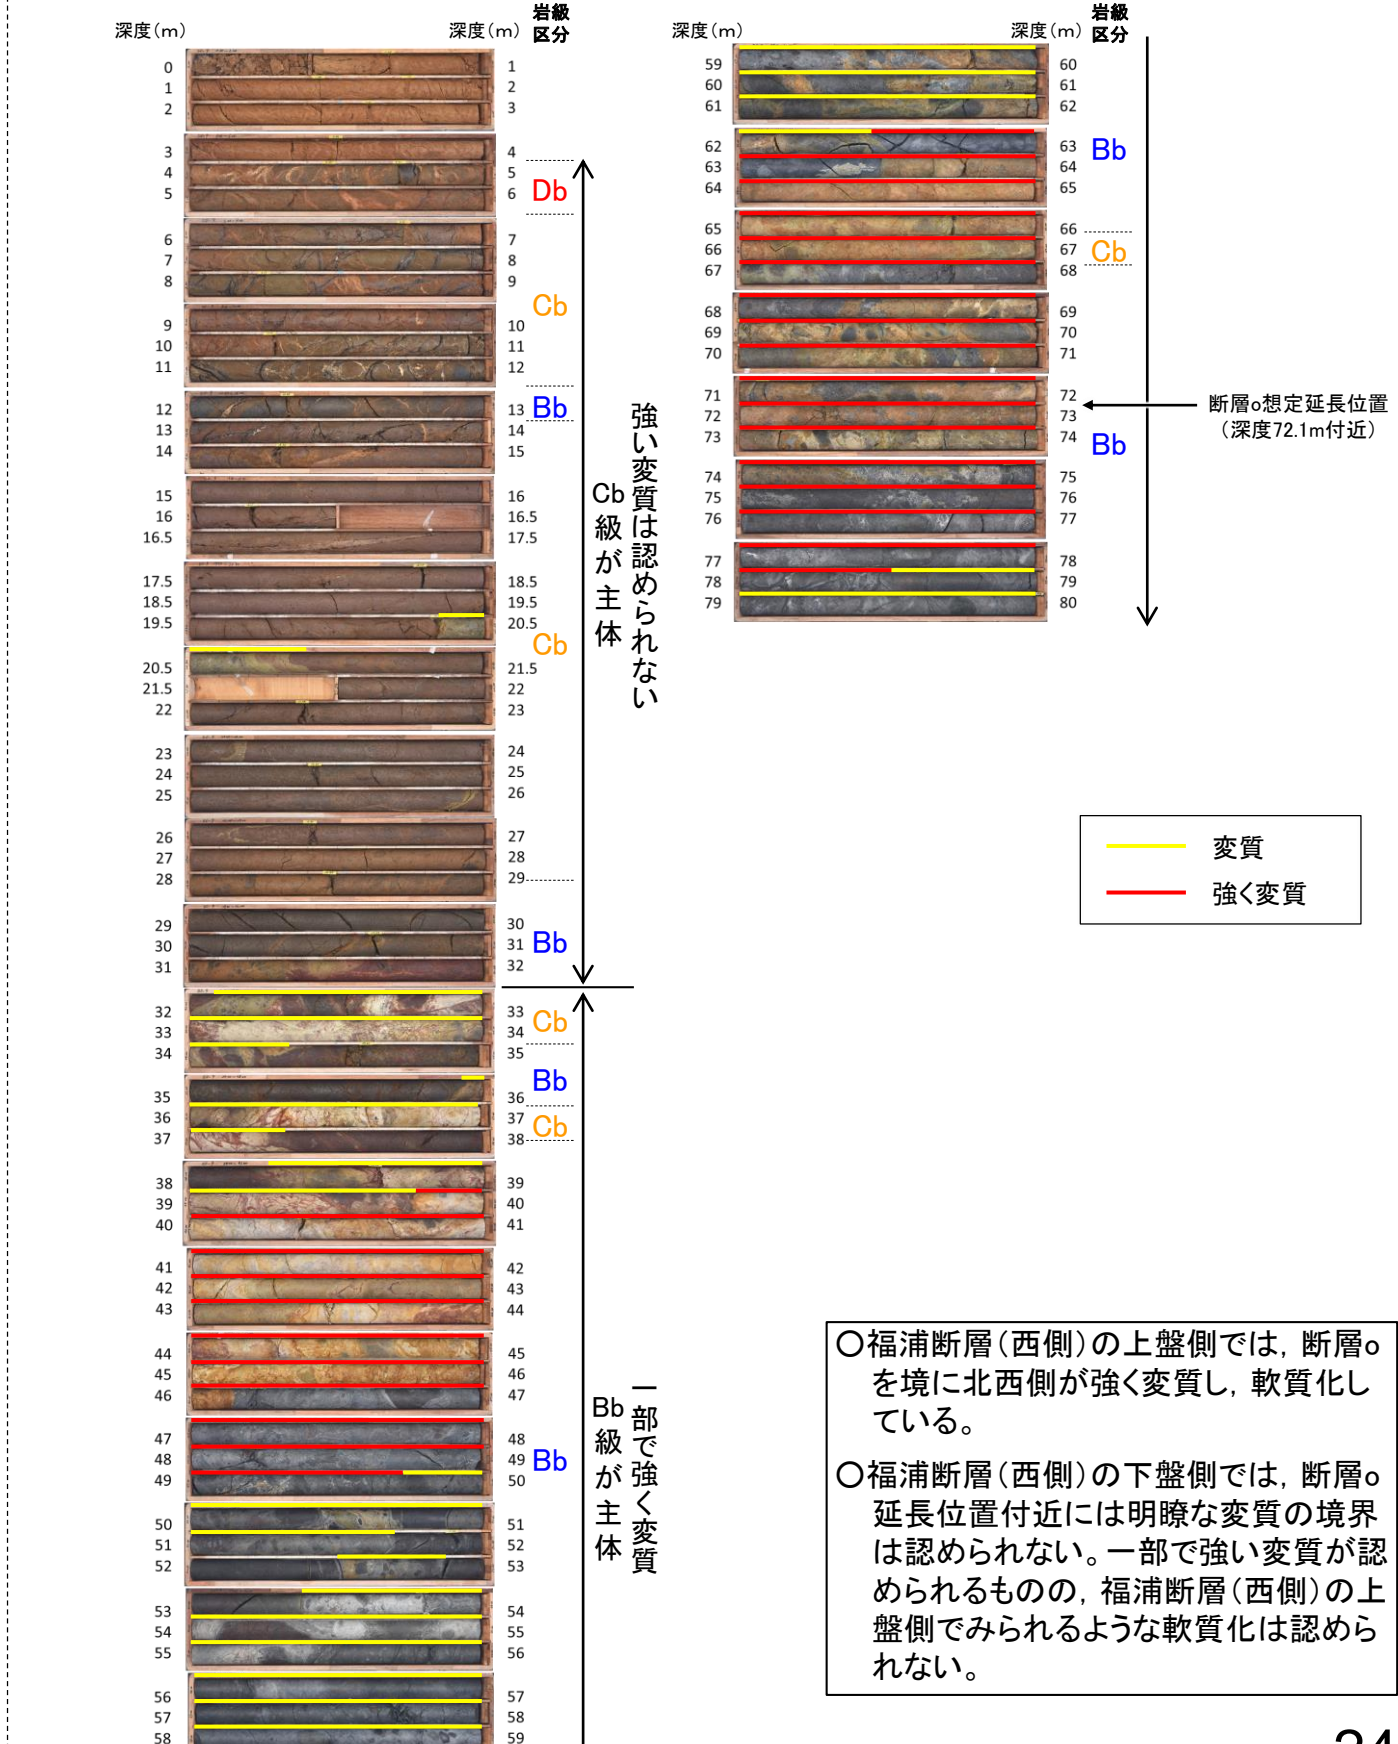 深度(m)
深度(m)
岩級
区分
0 1
1 2
2 3
3 4
4 5
5 6
Db
6 7
7 8
8 9
Cb
9 10
10 11
11 12
12 13
Bb
13 14
14 15
15 16
16 16.5
16.5 17.5
17.5 18.5
18.5 19.5
19.5 20.5
Cb
20.5 21.5
21.5 22
22 23
23 24
24 25
25 26
26 27
27 28
28 29
29 30
30 31
Bb
31 32
強い変質は認められない
Cb級が主体
32 33
Cb
33 34
34 35
Bb
35 36
36 37
Cb
37 38
38 39
39 40
40 41
41 42
42 43
43 44
44 45
45 46
46 47
47 48
48 49
Bb
49 50
50 51
51 52
52 53
53 54
54 55
55 56
56 57
57 58
58 59
一部で強く変質
Bb級が主体
深度(m)
深度(m)
岩級
区分
59 60
60 61
61 62
62 63
Bb
63 64
64 65
65 66
66 67
Cb
67 68
68 69
69 70
70 71
71 72
72 73
73 74
Bb
74 75
75 76
76 77
77 78
78 79
79 80
断層o想定延長位置
(深度72.1m付近)
変質
強く変質
○福浦断層(西側)の上盤側では,断層o
を境に北西側が強く変質し,軟質化し
ている。
○福浦断層(西側)の下盤側では,断層o
延長位置付近には明瞭な変質の境界
は認められない。一部で強い変質が認
められるものの,福浦断層(西側)の上
盤側でみられるような軟質化は認めら
れない。